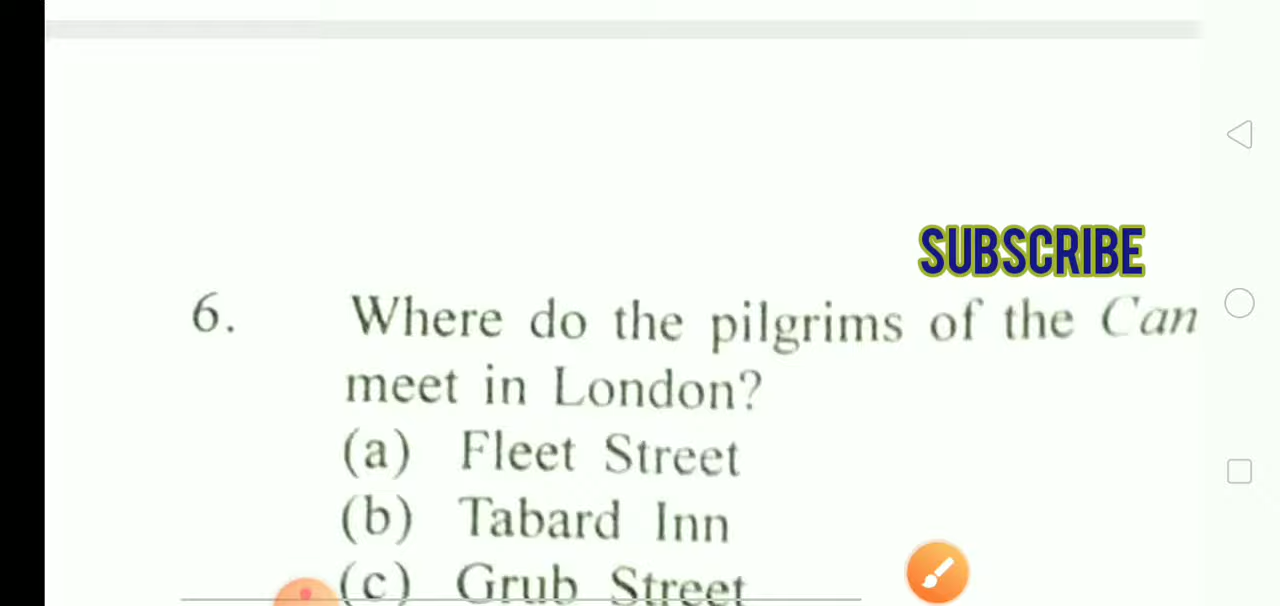 SUBSCRIBE
6. Where do the pilgrims of the Can
meet in London?
(a) Fleet Street
(b) Tabard Inn
(c) Grub Street